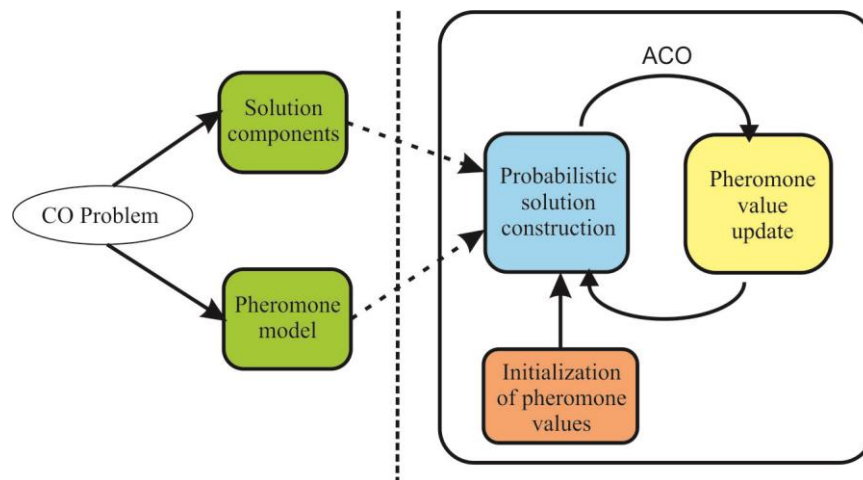 Solution
components
CO Problem
Pheromone
model
ACO
Probabilistic
solution
construction
Pheromone
value
update
Initialization
of pheromone
values